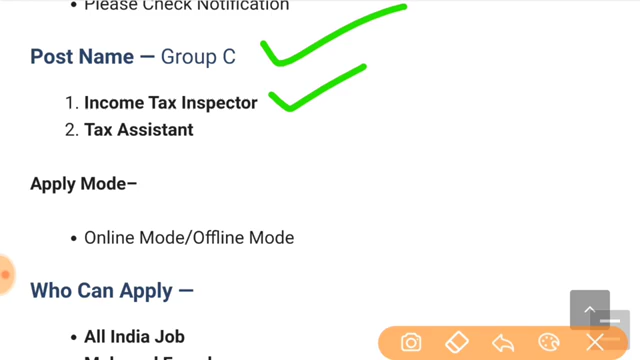 • Please Check Notification
Post Name — Group C
1. Income Tax Inspector
2. Tax Assistant
Apply Mode–
• Online Mode/Offline Mode
Who Can Apply —
• All India Job